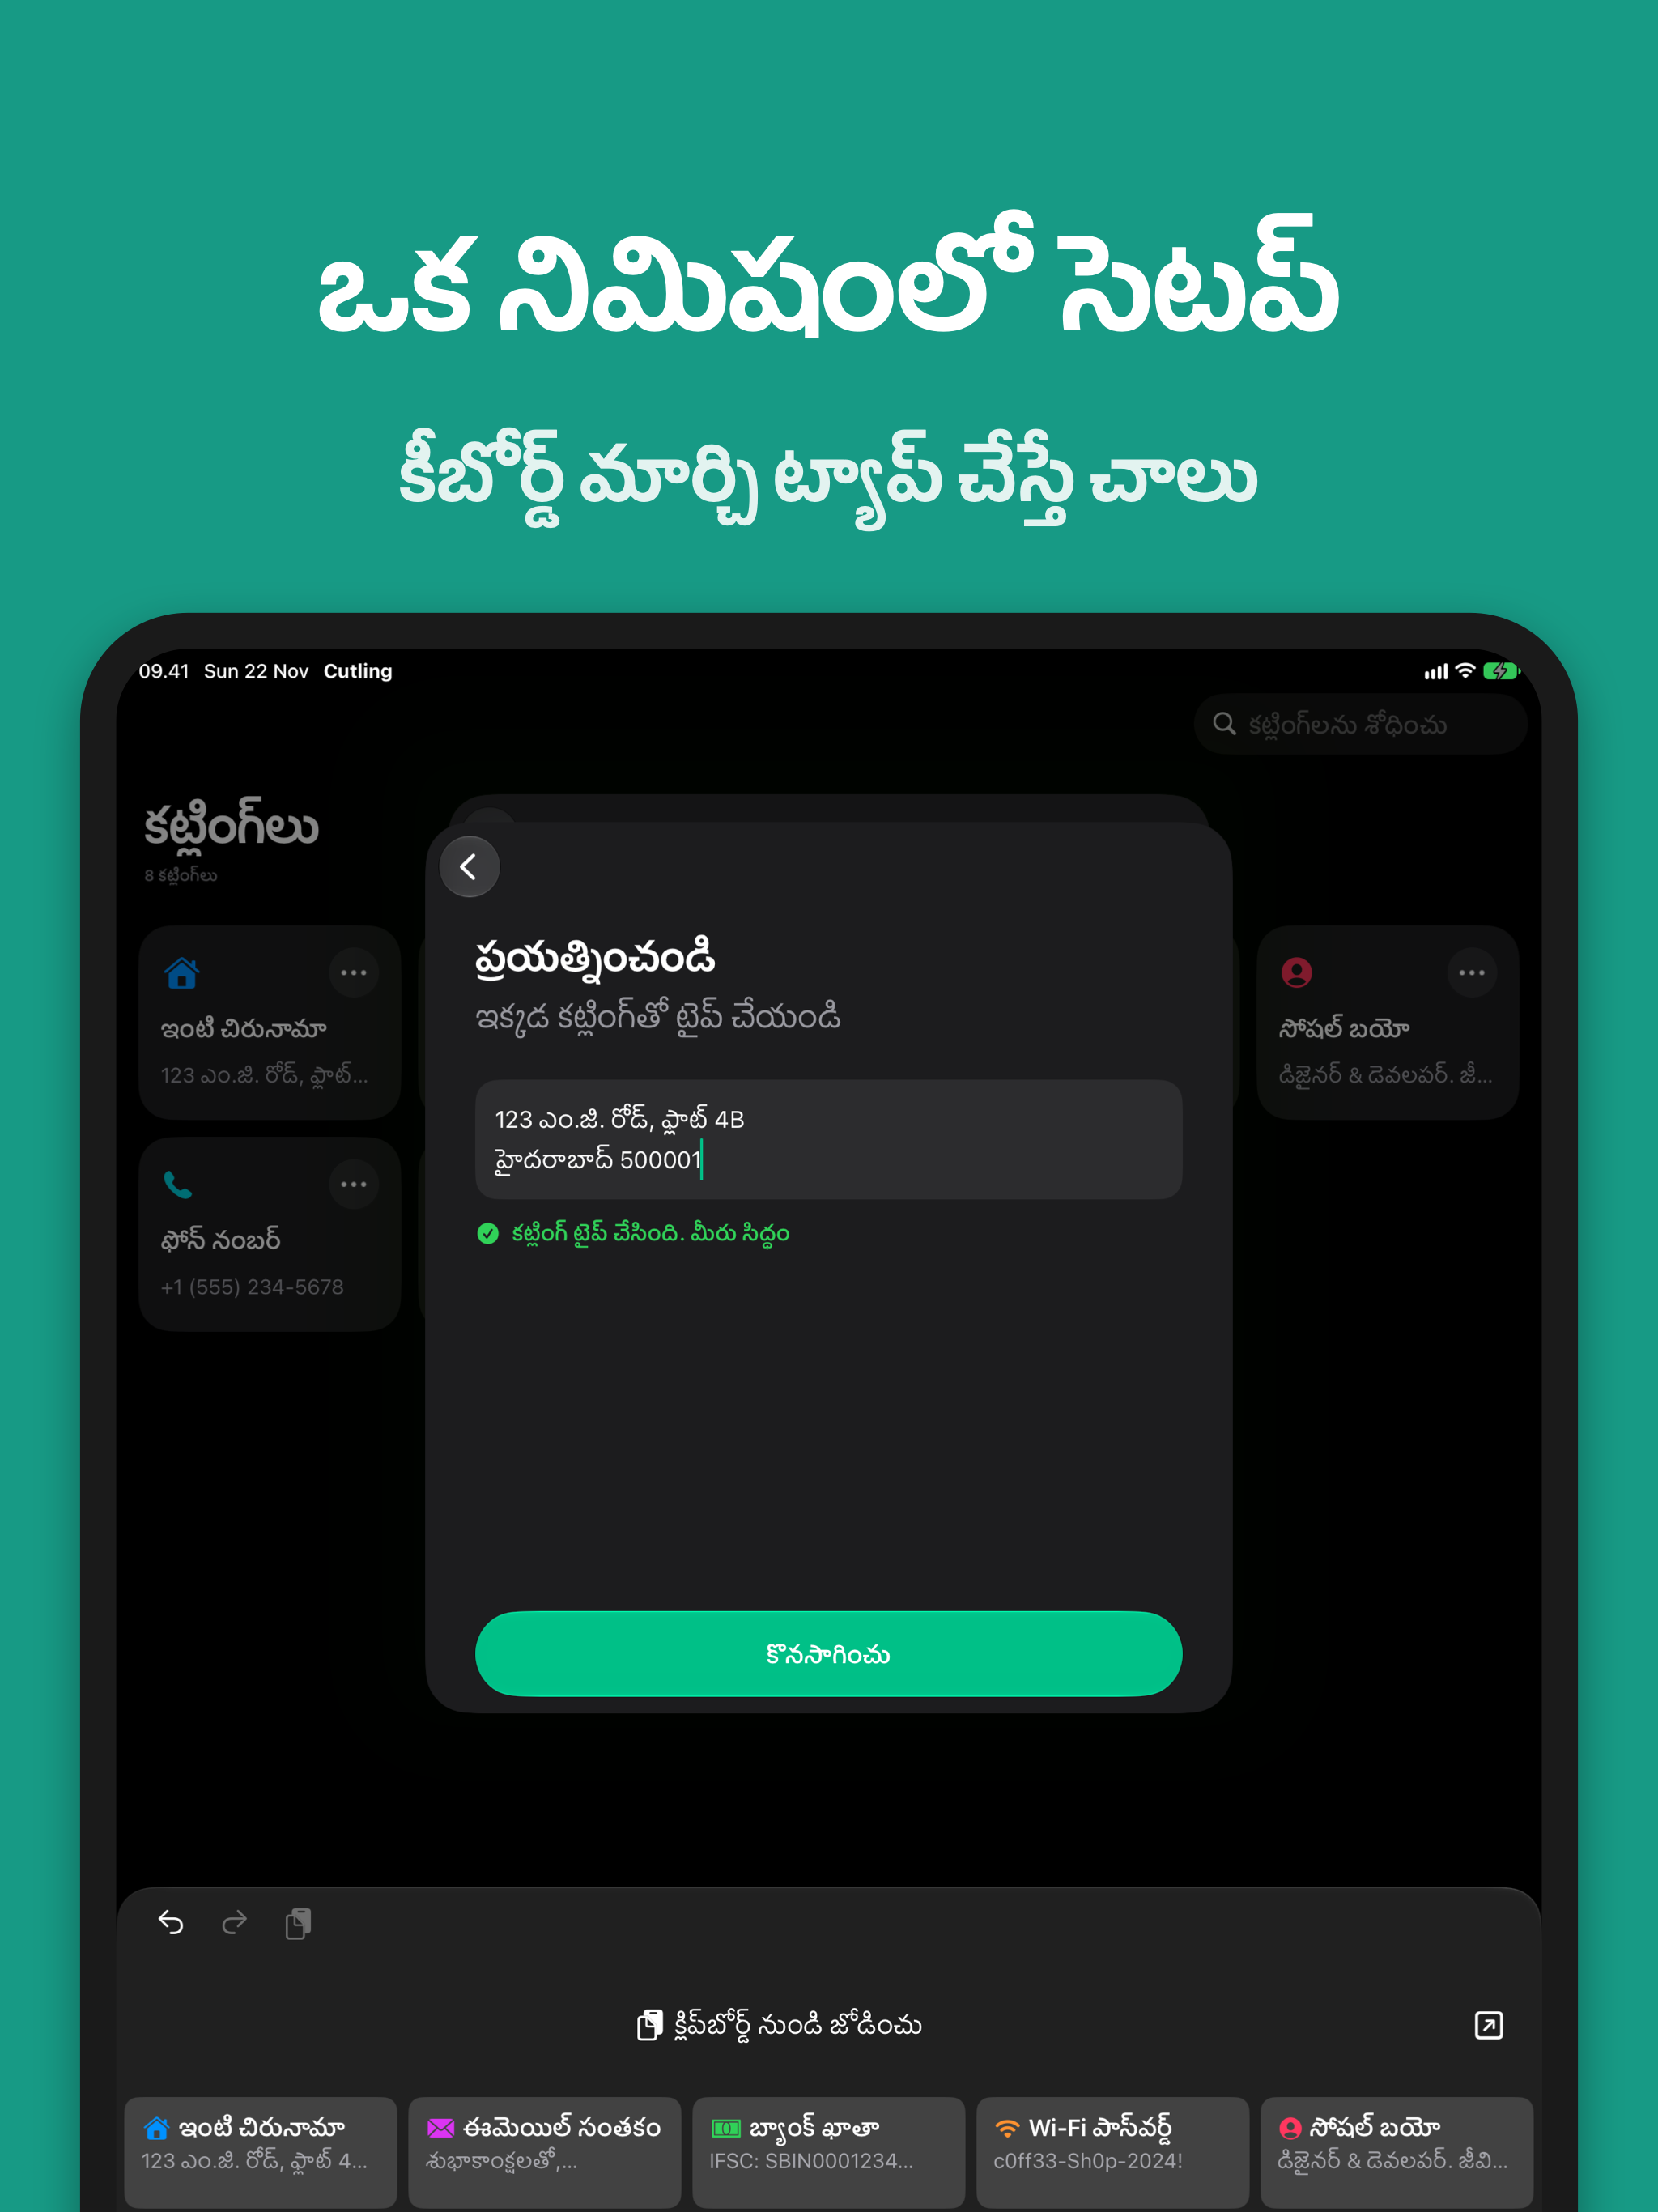 ఒక నిమిషంలో సెటప్
కీబోర్డ్ మార్చి ట్యాప్ చేస్తే చాలు
09.41 Sun 22 Nov Cutling
కట్లింగ్‌లను శోధించు
కట్లింగ్‌లు
8 కట్లింగ్‌లు
ఇంటి చిరునామా
123 ఎం.జి. రోడ్, ఫ్లాట్...
ఫోన్ నంబర్
+1 (555) 234-5678
సోషల్ బయో
డిజైనర్ & డెవలపర్. జీ...
ప్రయత్నించండి
ఇక్కడ కట్లింగ్‌తో టైప్ చేయండి
123 ఎం.జి. రోడ్, ఫ్లాట్ 4B
హైదరాబాద్ 500001
కట్లింగ్ టైప్ చేసింది. మీరు సిద్ధం
కొనసాగించు
క్లిప్‌బోర్డ్ నుండి జోడించు
ఇంటి చిరునామా
123 ఎం.జి. రోడ్, ఫ్లాట్ 4...
ఈమెయిల్ సంతకం
శుభాకాంక్షలతో,...
బ్యాంక్ ఖాతా
IFSC: SBIN0001234...
Wi-Fi పాస్‌వర్డ్
c0ff33-Sh0p-2024!
సోషల్ బయో
డిజైనర్ & డెవలపర్. జీవి...